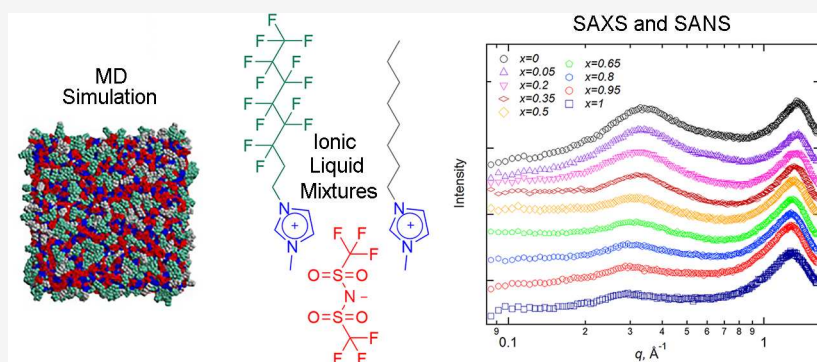 MD
Simulation
F
F F
F F
F F
F F
F F
F F
Ionic
Liquid
Mixtures
N
+
N
N
+
N
F
F F
O=S=O
N –
O=S=O
F
F F
SAXS and SANS
x=0
x=0.05
x=0.2
x=0.35
x=0.5
x=0.65
x=0.8
x=0.95
x=1
Intensity
9 0.1 2 3 4 5 6 7 8 9 1
q, Å⁻¹